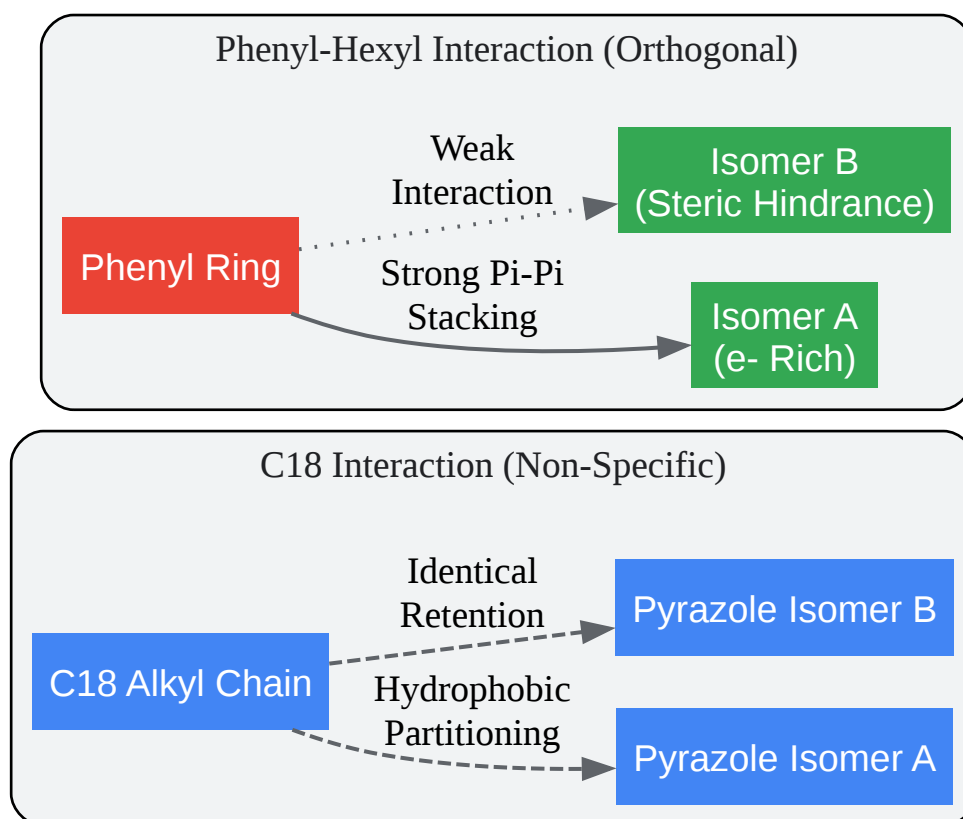 Phenyl-Hexyl Interaction (Orthogonal)
Weak
Interaction
Isomer B
(Steric Hindrance)
Phenyl Ring
Strong Pi-Pi
Stacking
Isomer A
(e- Rich)
C18 Interaction (Non-Specific)
Identical
Retention
Pyrazole Isomer B
C18 Alkyl Chain
Hydrophobic
Partitioning
Pyrazole Isomer A